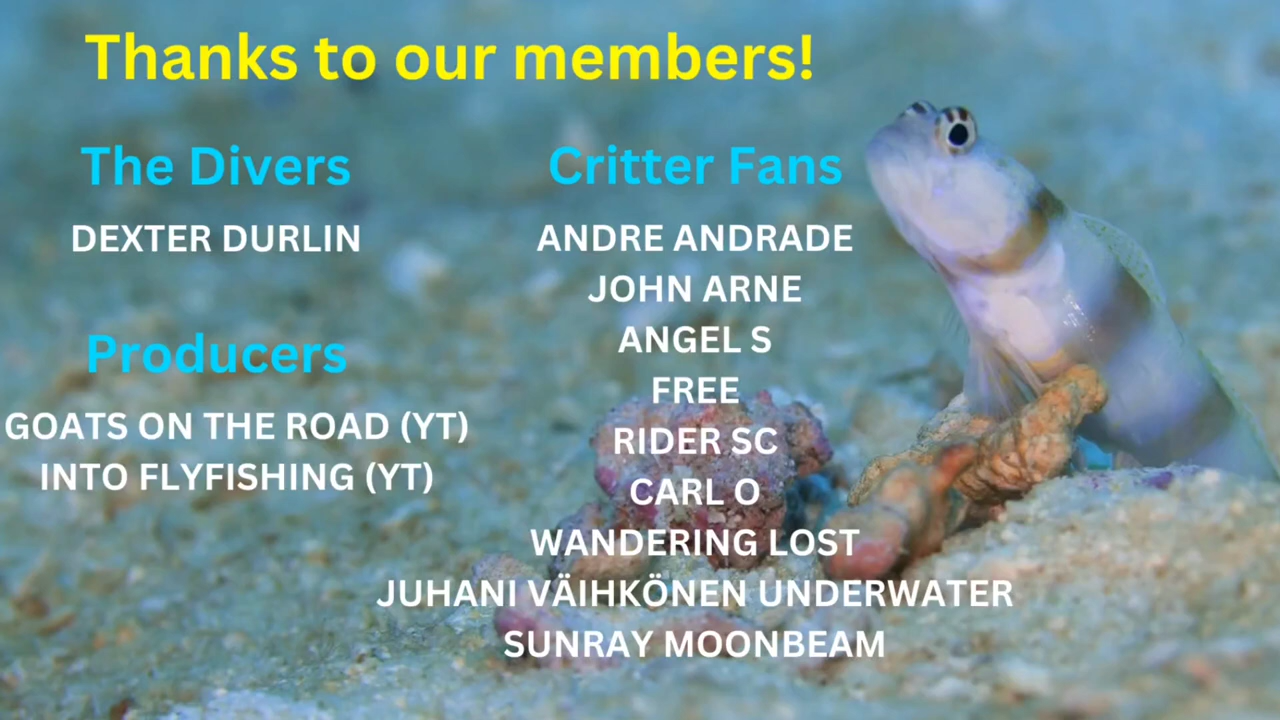 Thanks to our members!
The Divers
DEXTER DURLIN
Producers
GOATS ON THE ROAD (YT)
INTO FLYFISHING (YT)
Critter Fans
ANDRE ANDRADE
JOHN ARNE
ANGEL S
FREE
RIDER SC
CARL O
WANDERING LOST
JUHANI VÄIHKÖNEN UNDERWATER
SUNRAY MOONBEAM